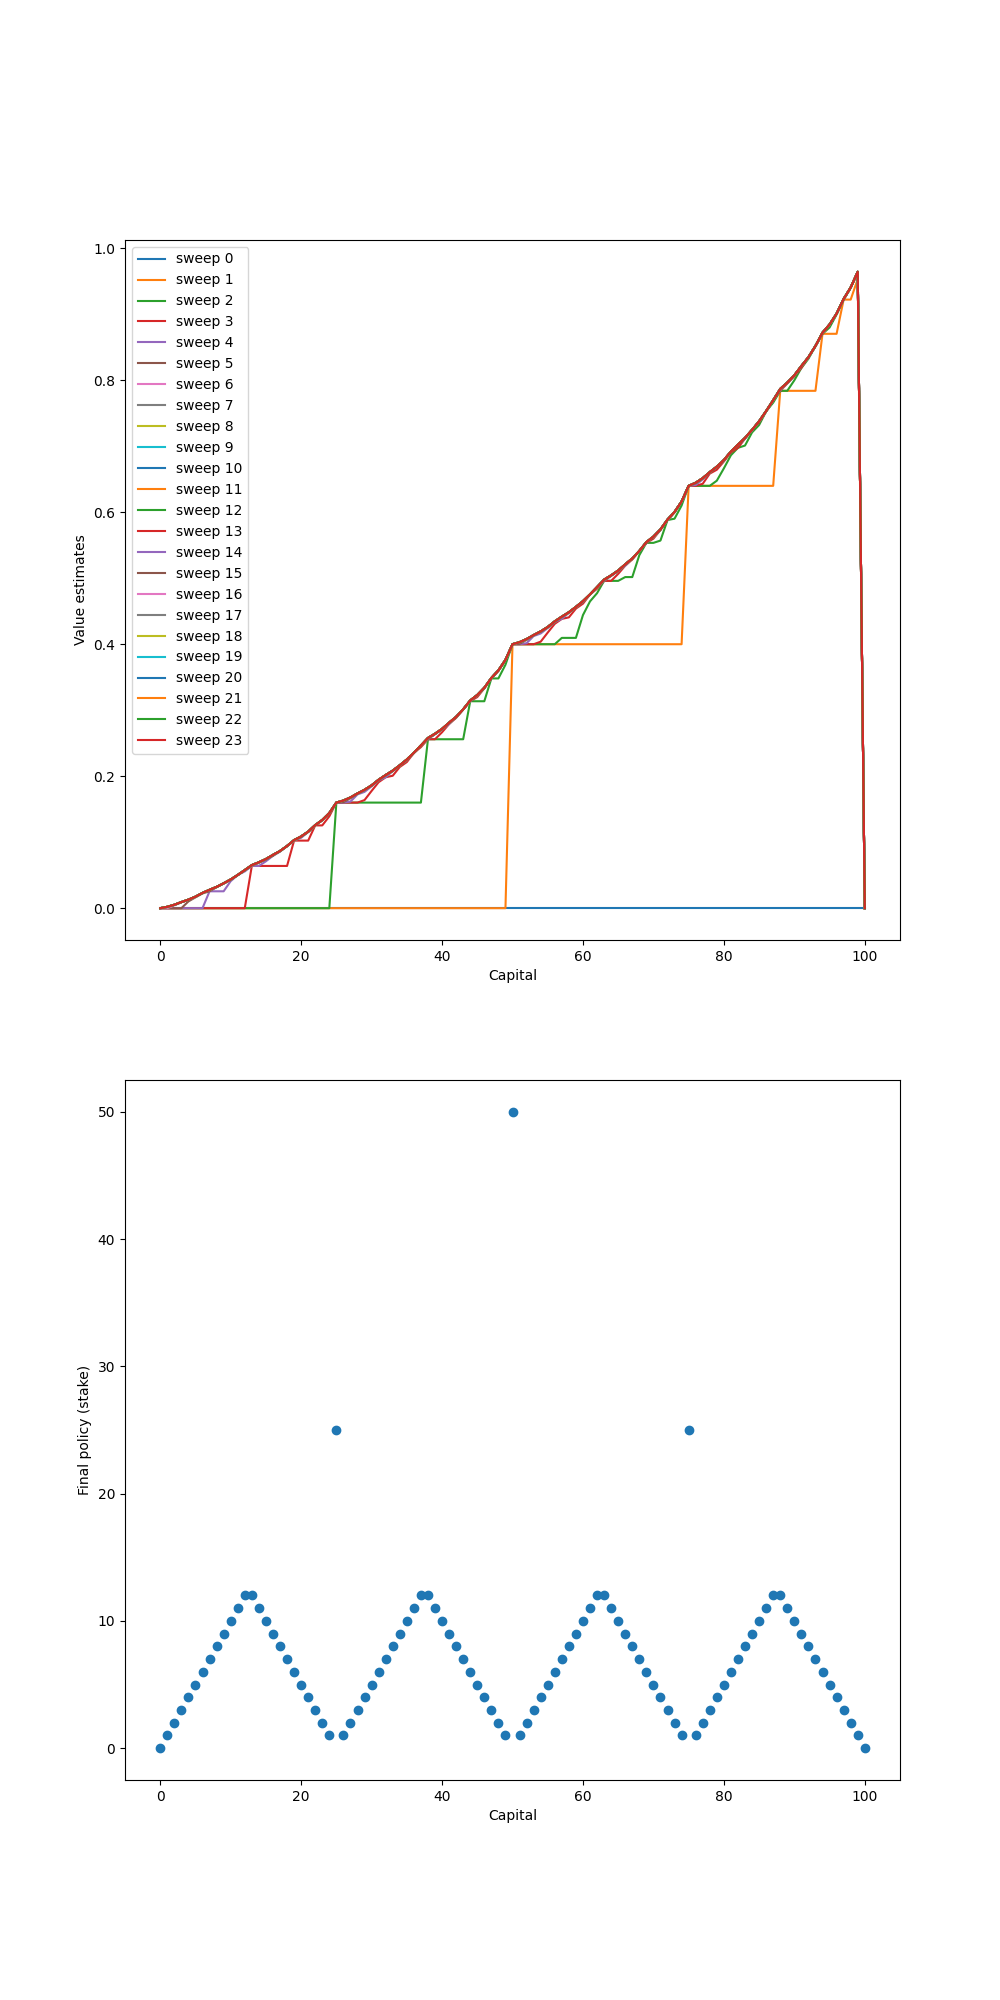 1.0
0.8
0.6
0.4
0.2
0.0
Value estimates
sweep 0
sweep 1
sweep 2
sweep 3
sweep 4
sweep 5
sweep 6
sweep 7
sweep 8
sweep 9
sweep 10
sweep 11
sweep 12
sweep 13
sweep 14
sweep 15
sweep 16
sweep 17
sweep 18
sweep 19
sweep 20
sweep 21
sweep 22
sweep 23
0 20 40 60 80 100
Capital
50
40
30
20
10
0
Final policy (stake)
0 20 40 60 80 100
Capital